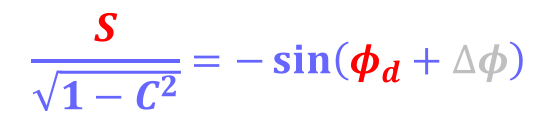 S / √(1 − C²) = − sin(ϕ_d + Δϕ)